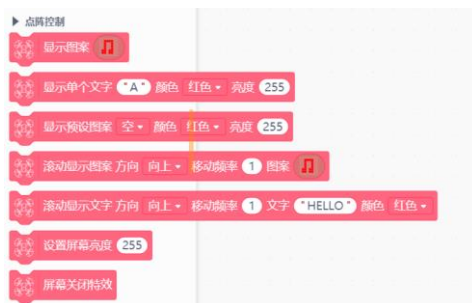 点阵控制
显示图案
显示单个文字 "A" 颜色 红色 亮度 255
显示预设图案 空 颜色 红色 亮度 255
滚动显示图案 方向 向上 移动频率 1 图案
滚动显示文字 方向 向上 移动频率 1 文字 "HELLO" 颜色 红色
设置屏幕亮度 255
屏幕关闭特效